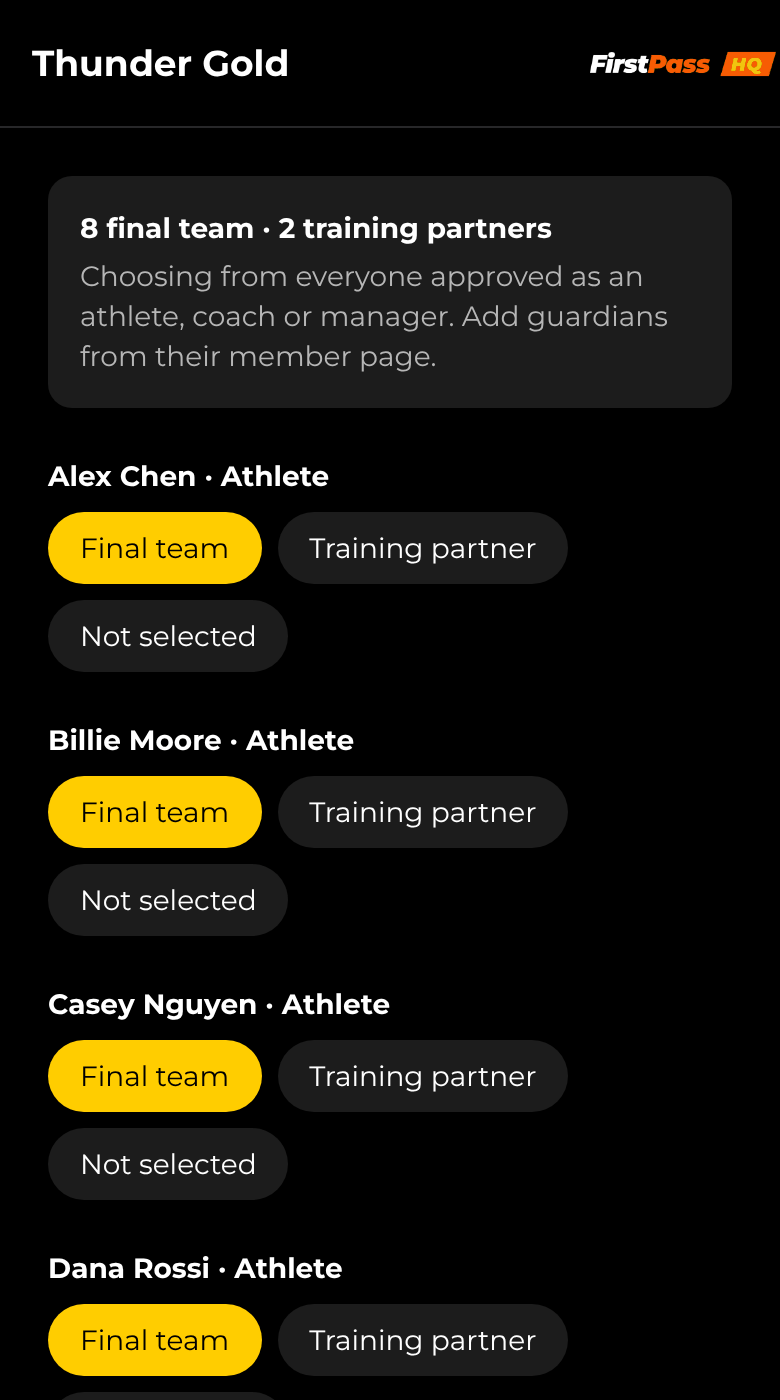 Thunder Gold
FirstPass HQ
8 final team · 2 training partners
Choosing from everyone approved as an
athlete, coach or manager. Add guardians
from their member page.
Alex Chen · Athlete
Final team
Training partner
Not selected
Billie Moore · Athlete
Final team
Training partner
Not selected
Casey Nguyen · Athlete
Final team
Training partner
Not selected
Dana Rossi · Athlete
Final team
Training partner